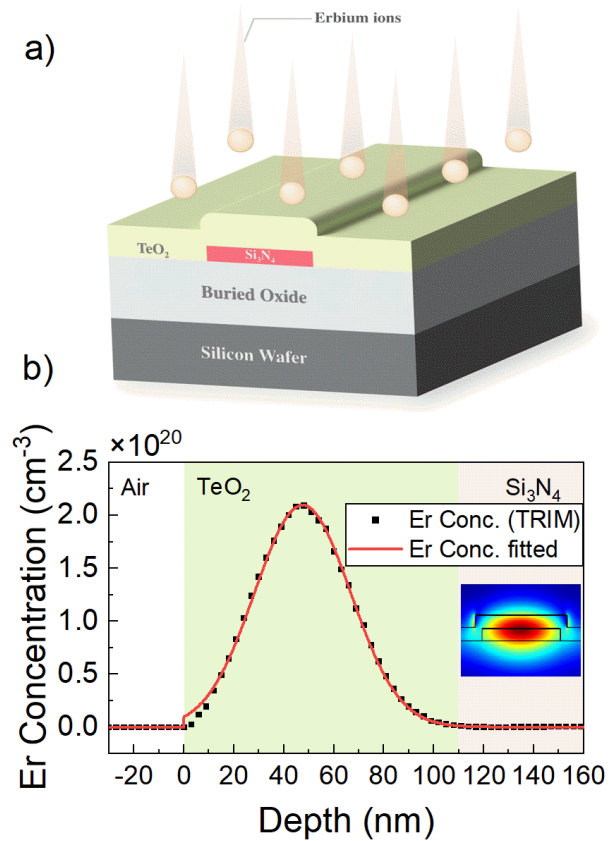 Erbium ions
a)
TeO₂
Si₃N₄
Buried Oxide
Silicon Wafer
b)
×10²⁰
Er Concentration (cm⁻³)
2.5
2.0
1.5
1.0
0.5
0.0
Air
TeO₂
Si₃N₄
Er Conc. (TRIM)
Er Conc. fitted
-20 0 20 40 60 80 100 120 140 160
Depth (nm)